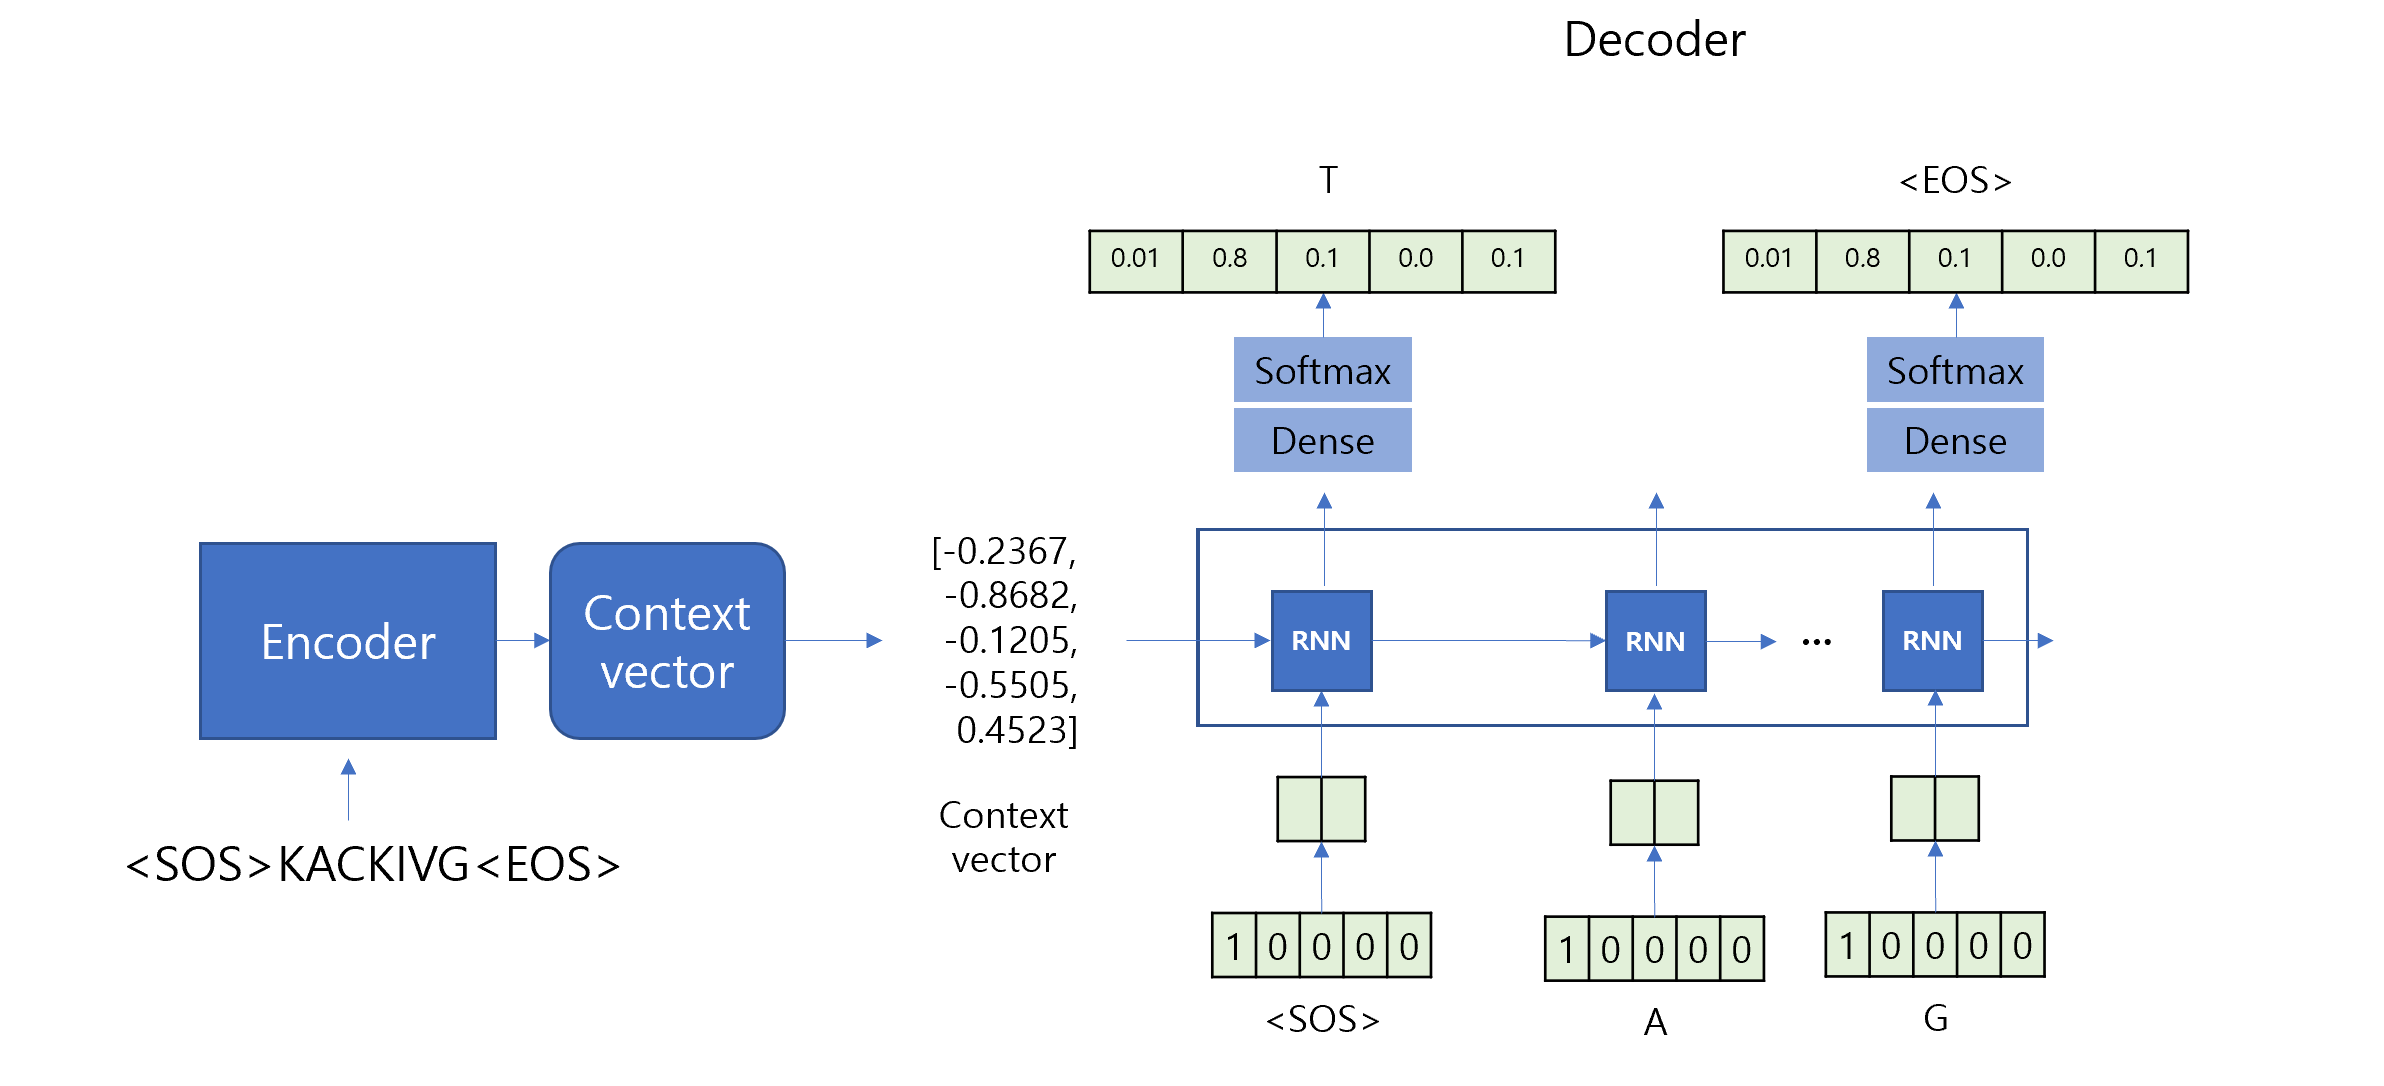 Decoder
T
<EOS>
0.01 0.8 0.1 0.0 0.1
0.01 0.8 0.1 0.0 0.1
Softmax
Dense
Softmax
Dense
Encoder
Context
vector
[-0.2367,
-0.8682,
-0.1205,
-0.5505,
0.4523]
Context
vector
RNN
RNN
...
RNN
<SOS>KACKIVG<EOS>
1 0 0 0 0
1 0 0 0 0
1 0 0 0 0
<SOS>
A
G